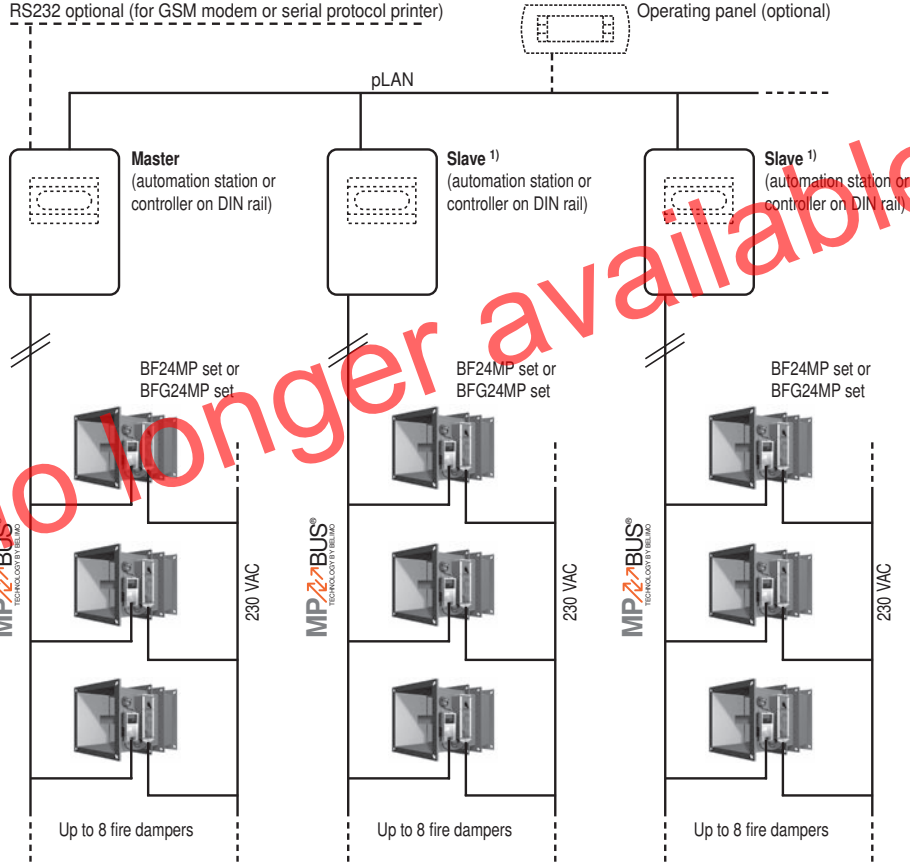 RS232 optional (for GSM modem or serial protocol printer)
Operating panel (optional)
pLAN
Master
(automation station or
controller on DIN rail)
Slave 1)
(automation station or
controller on DIN rail)
Slave 1)
(automation station or
controller on DIN rail)
No longer available
BF24MP set or
BFG24MP set
BF24MP set or
BFG24MP set
BF24MP set or
BFG24MP set
MP BUS®
TECHNOLOGY BY BELIMO
230 VAC
MP BUS®
TECHNOLOGY BY BELIMO
230 VAC
MP BUS®
TECHNOLOGY BY BELIMO
230 VAC
Up to 8 fire dampers
Up to 8 fire dampers
Up to 8 fire dampers